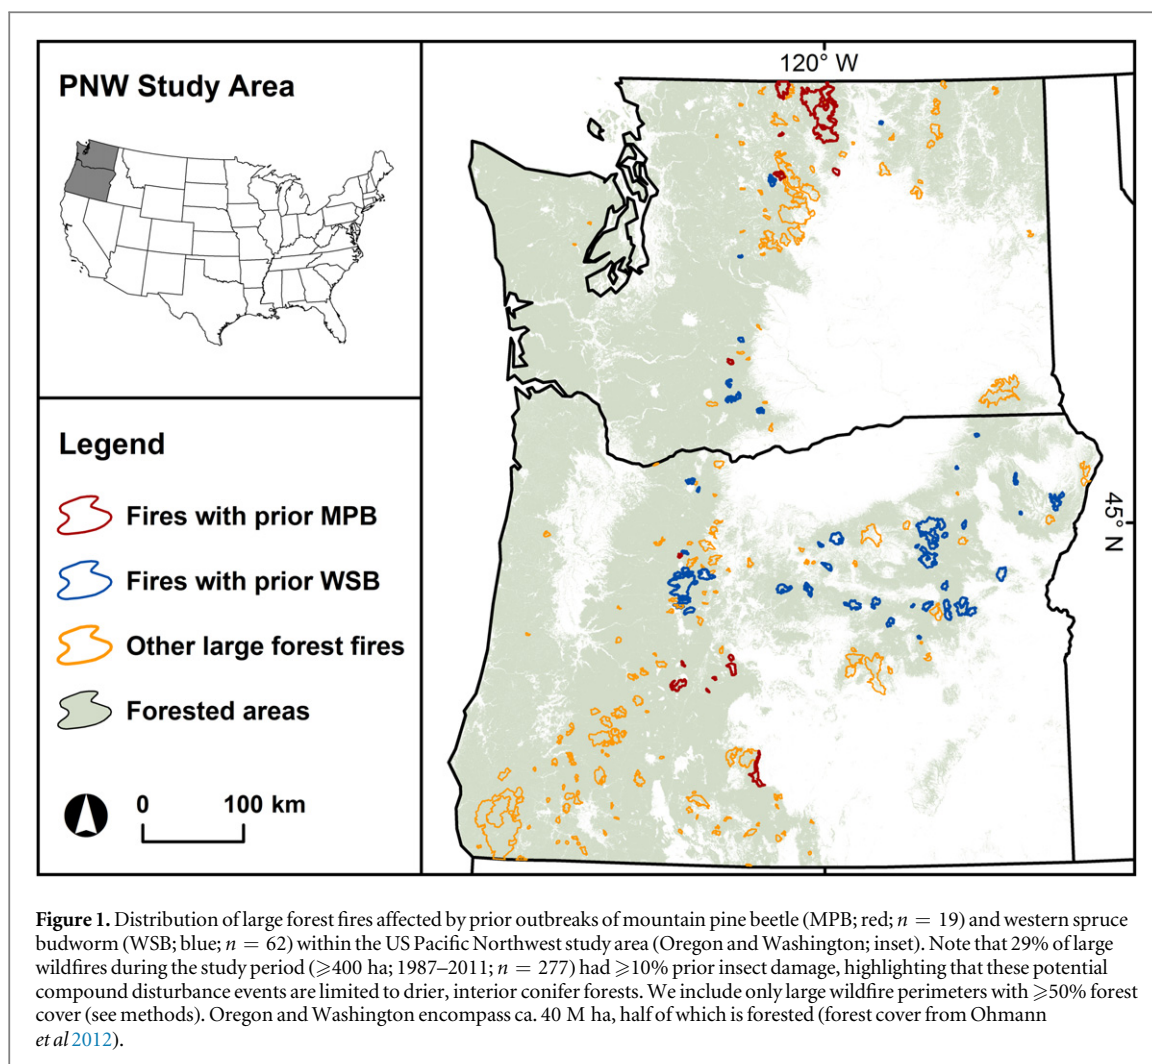 PNW Study Area
Legend
Fires with prior MPB
Fires with prior WSB
Other large forest fires
Forested areas
0 100 km
120° W
45° N
Figure 1. Distribution of large forest fires affected by prior outbreaks of mountain pine beetle (MPB; red; n = 19) and western spruce
budworm (WSB; blue; n = 62) within the US Pacific Northwest study area (Oregon and Washington; inset). Note that 29% of large
wildfires during the study period (⩾400 ha; 1987–2011; n = 277) had ⩾10% prior insect damage, highlighting that these potential
compound disturbance events are limited to drier, interior conifer forests. We include only large wildfire perimeters with ⩾50% forest
cover (see methods). Oregon and Washington encompass ca. 40 M ha, half of which is forested (forest cover from Ohmann
et al 2012).